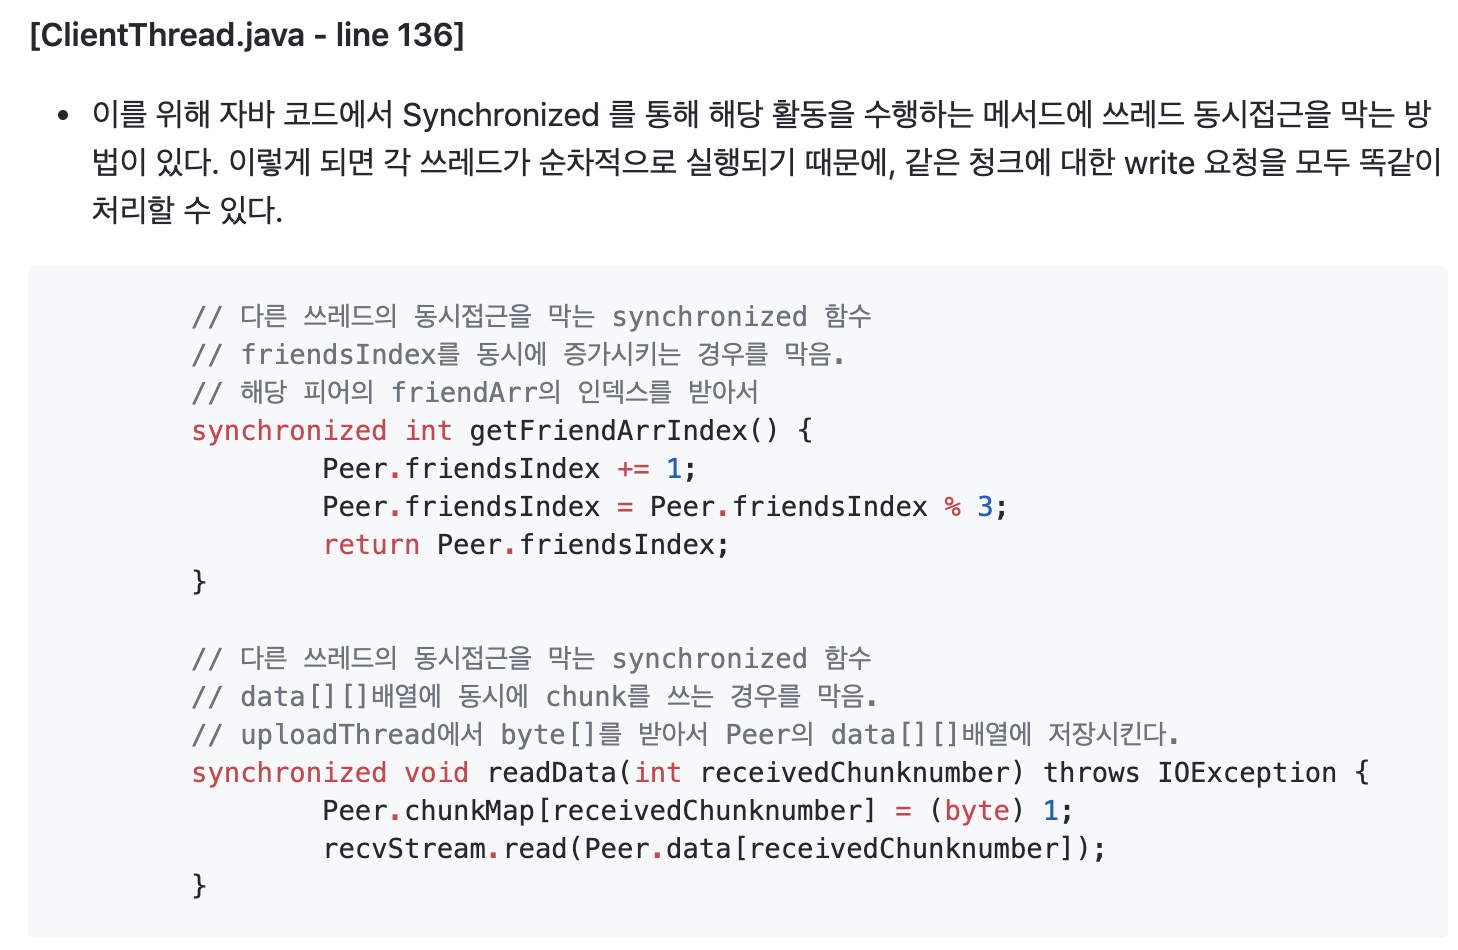 [ClientThread.java - line 136]
• 이를 위해 자바 코드에서 Synchronized 를 통해 해당 활동을 수행하는 메서드에 쓰레드 동시접근을 막는 방
법이 있다. 이렇게 되면 각 쓰레드가 순차적으로 실행되기 때문에, 같은 청크에 대한 write 요청을 모두 똑같이
처리할 수 있다.
// 다른 쓰레드의 동시접근을 막는 synchronized 함수
// friendsIndex를 동시에 증가시키는 경우를 막음.
// 해당 피어의 friendArr의 인덱스를 받아서
synchronized int getFriendArrIndex() {
Peer.friendsIndex += 1;
Peer.friendsIndex = Peer.friendsIndex % 3;
return Peer.friendsIndex;
}
// 다른 쓰레드의 동시접근을 막는 synchronized 함수
// data[][]배열에 동시에 chunk를 쓰는 경우를 막음.
// uploadThread에서 byte[]를 받아서 Peer의 data[][]배열에 저장시킨다.
synchronized void readData(int receivedChunknumber) throws IOException {
Peer.chunkMap[receivedChunknumber] = (byte) 1;
recvStream.read(Peer.data[receivedChunknumber]);
}